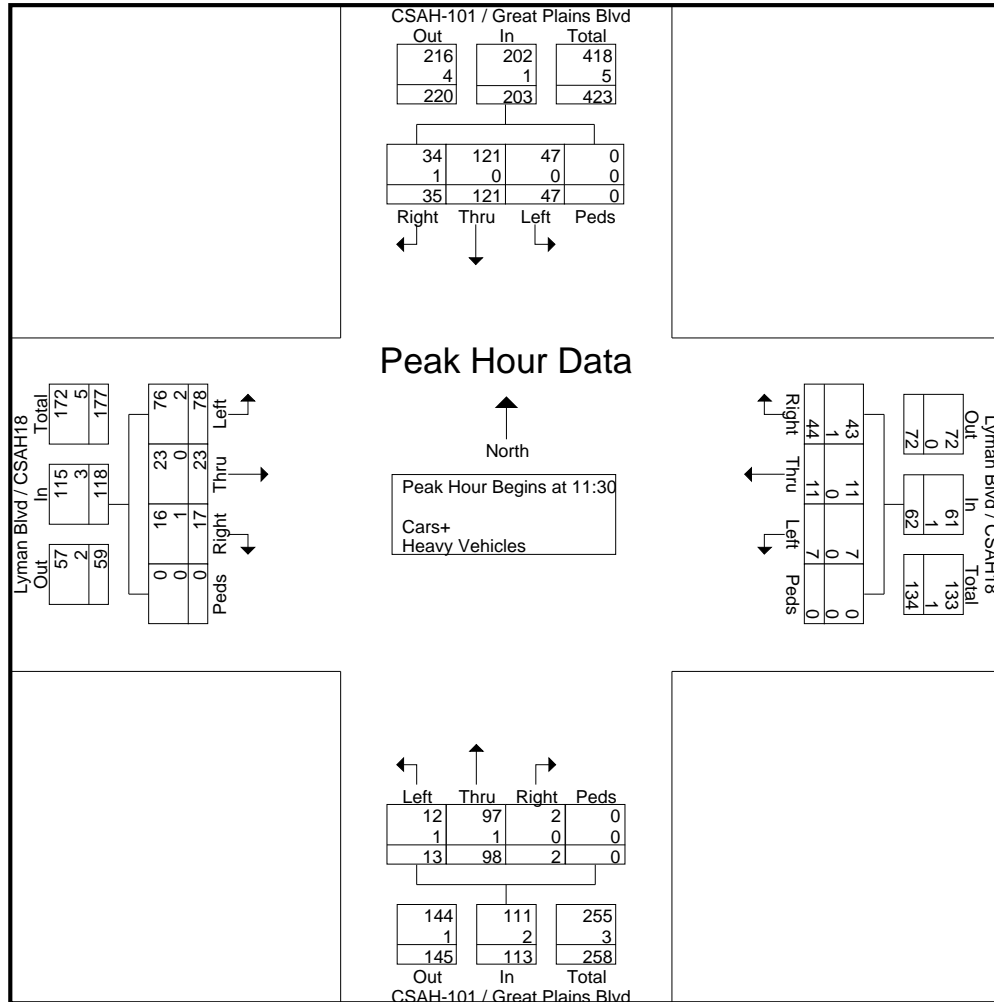 CSAH-101 / Great Plains Blvd
Out In Total
216 202 418
4 1 5
220 203 423
34 121 47 0
1 0 0 0
35 121 47 0
Right Thru Left Peds
Peak Hour Data
North
Peak Hour Begins at 11:30
Cars+
Heavy Vehicles
Lyman Blvd / CSAH18
Out In Total
57 115 172
2 3 5
59 118 177
Peds Right Thru Left
0 16 23 76
0 1 0 2
0 17 23 78
Lyman Blvd / CSAH18
Out In Total
72 61 133
0 1 1
72 62 134
43 11 7 0
1 0 0 0
44 11 7 0
Right Thru Left Peds
Left Thru Right Peds
12 97 2 0
1 1 0 0
13 98 2 0
144 111 255
1 2 3
145 113 258
Out In Total
CSAH-101 / Great Plains Blvd